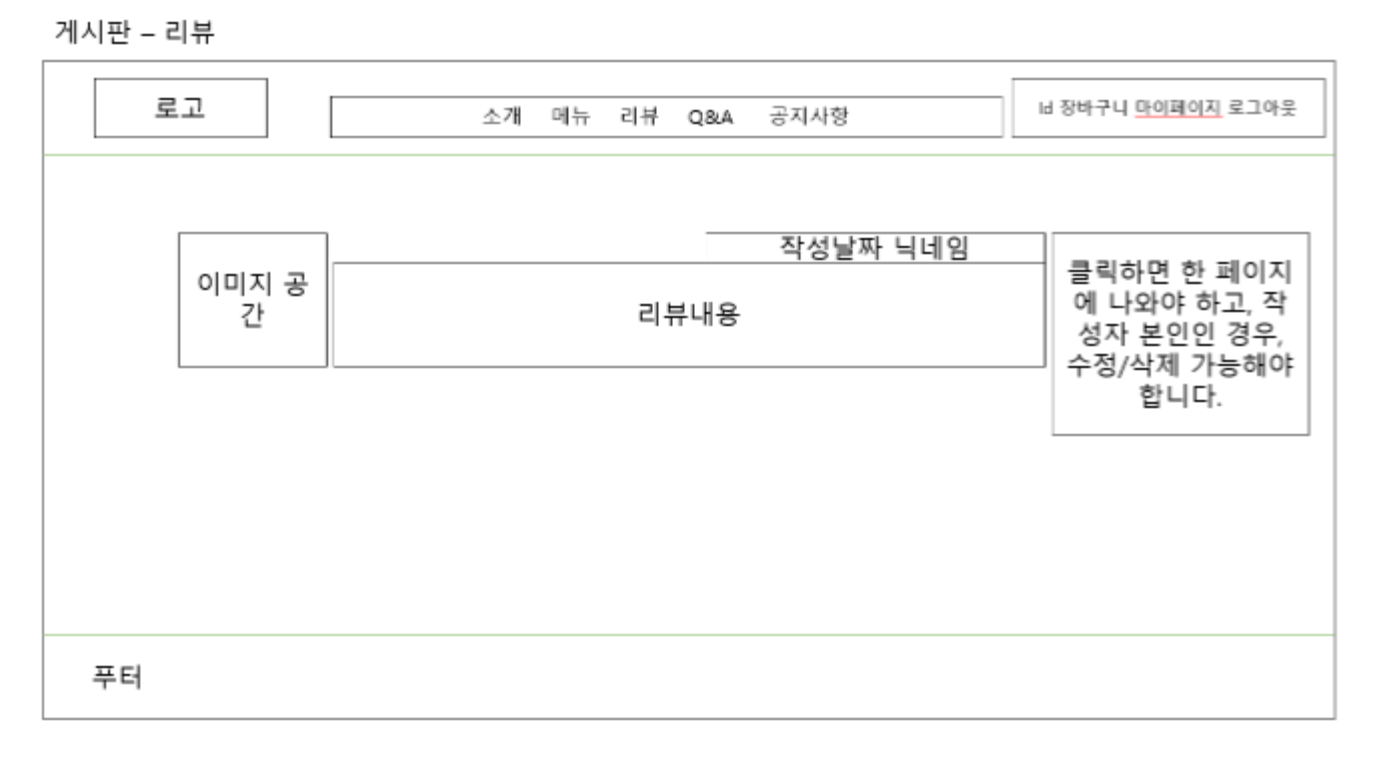 게시판 – 리뷰
로고
소개 메뉴 리뷰 Q&A 공지사항
Id 장바구니 마이페이지 로그아웃
이미지 공
간
작성날짜 닉네임
리뷰내용
클릭하면 한 페이지
에 나와야 하고, 작
성자 본인인 경우,
수정/삭제 가능해야
합니다.
푸터